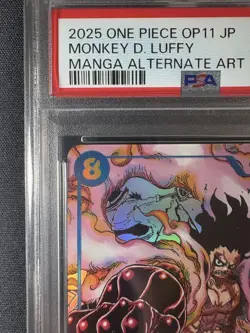 2025 ONE PIECE OP11 JP
MONKEY D. LUFFY
MANGA ALTERNATE ART
PSA
8